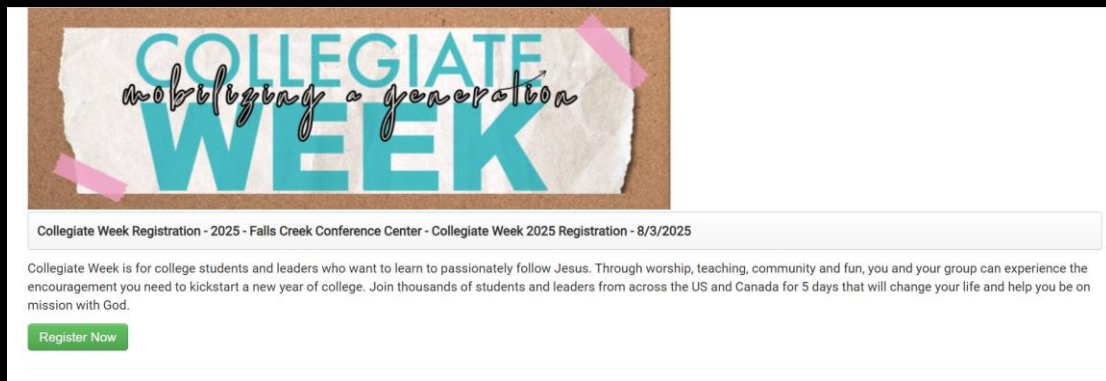 COLLEGIATE
mobilizing a generation
WEEK
Collegiate Week Registration - 2025 - Falls Creek Conference Center - Collegiate Week 2025 Registration - 8/3/2025
Collegiate Week is for college students and leaders who want to learn to passionately follow Jesus. Through worship, teaching, community and fun, you and your group can experience the
encouragement you need to kickstart a new year of college. Join thousands of students and leaders from across the US and Canada for 5 days that will change your life and help you be on
mission with God.
Register Now